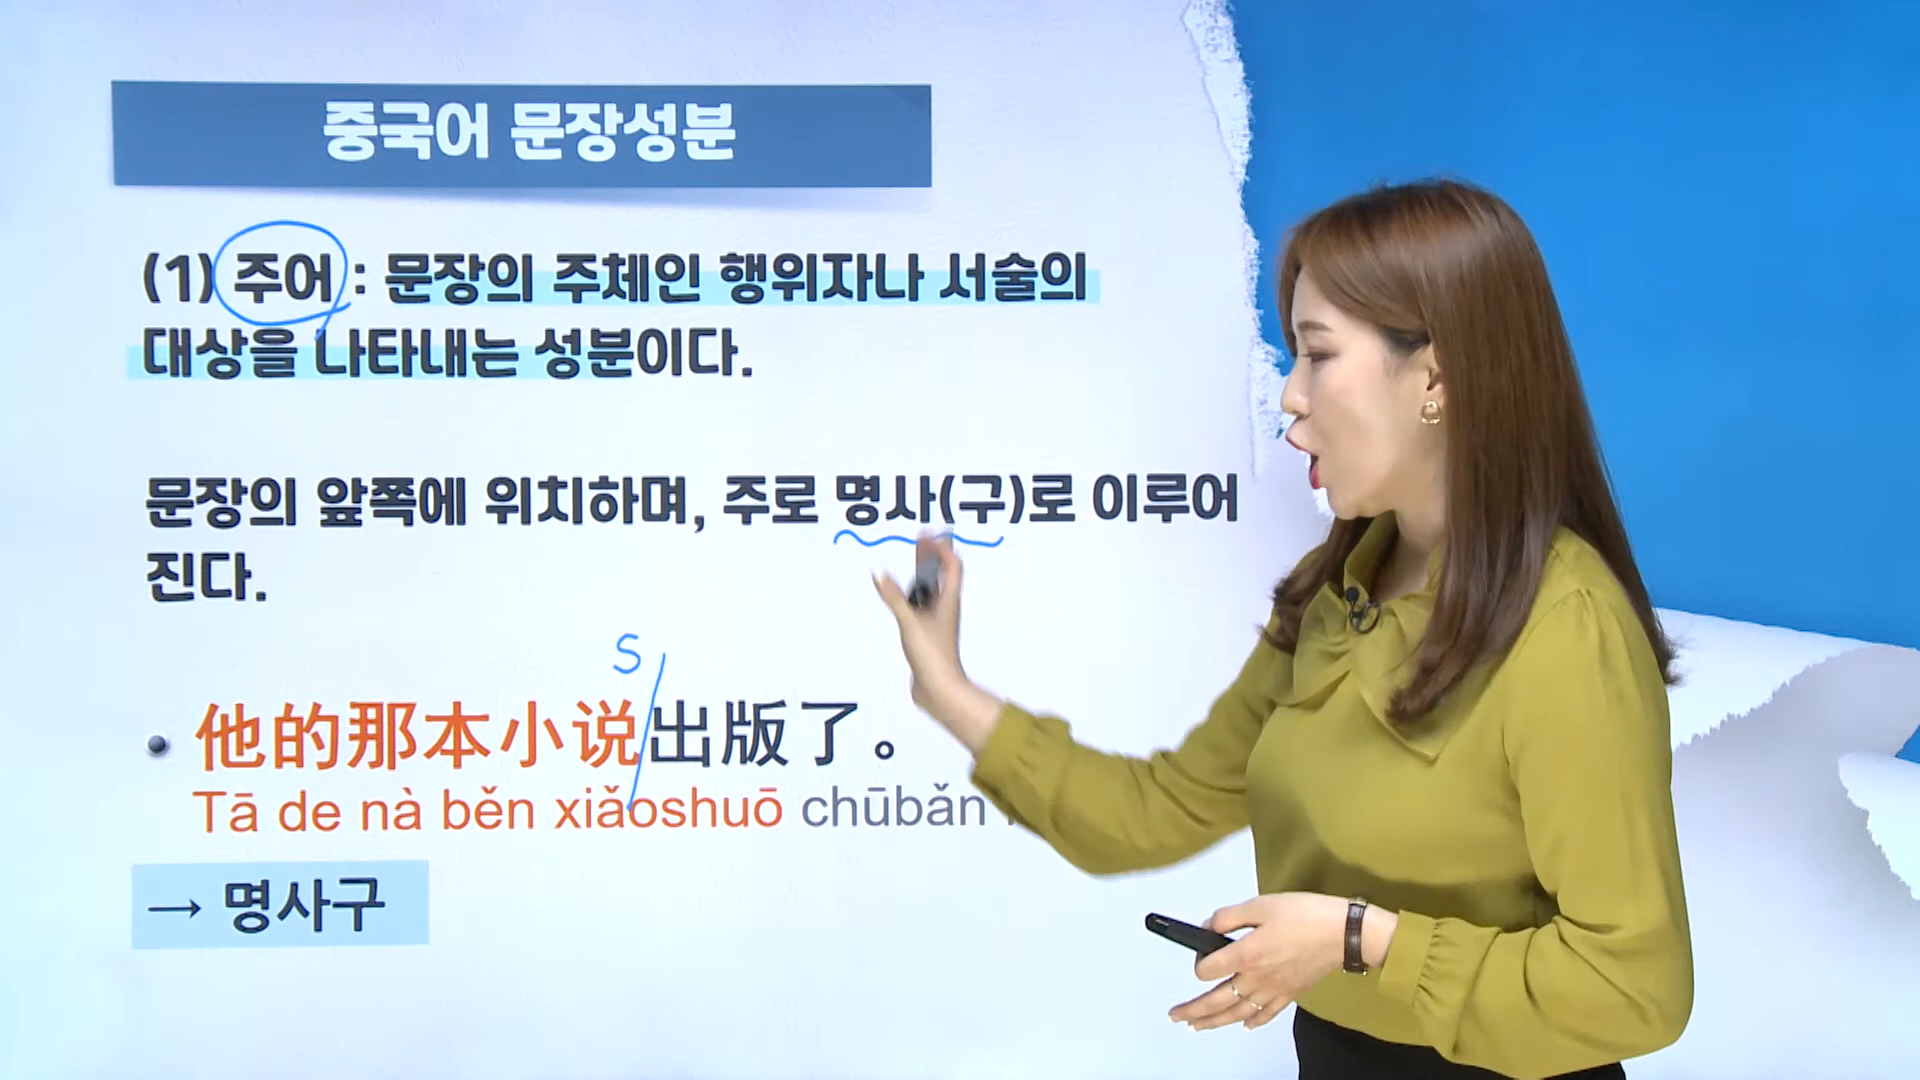 중국어 문장성분
(1) 주어 : 문장의 주체인 행위자나 서술의
대상을 나타내는 성분이다.
문장의 앞쪽에 위치하며, 주로 명사(구)로 이루어
진다.
S
他的那本小说出版了。
Tā de nà běn xiǎoshuō chūbǎn
→ 명사구